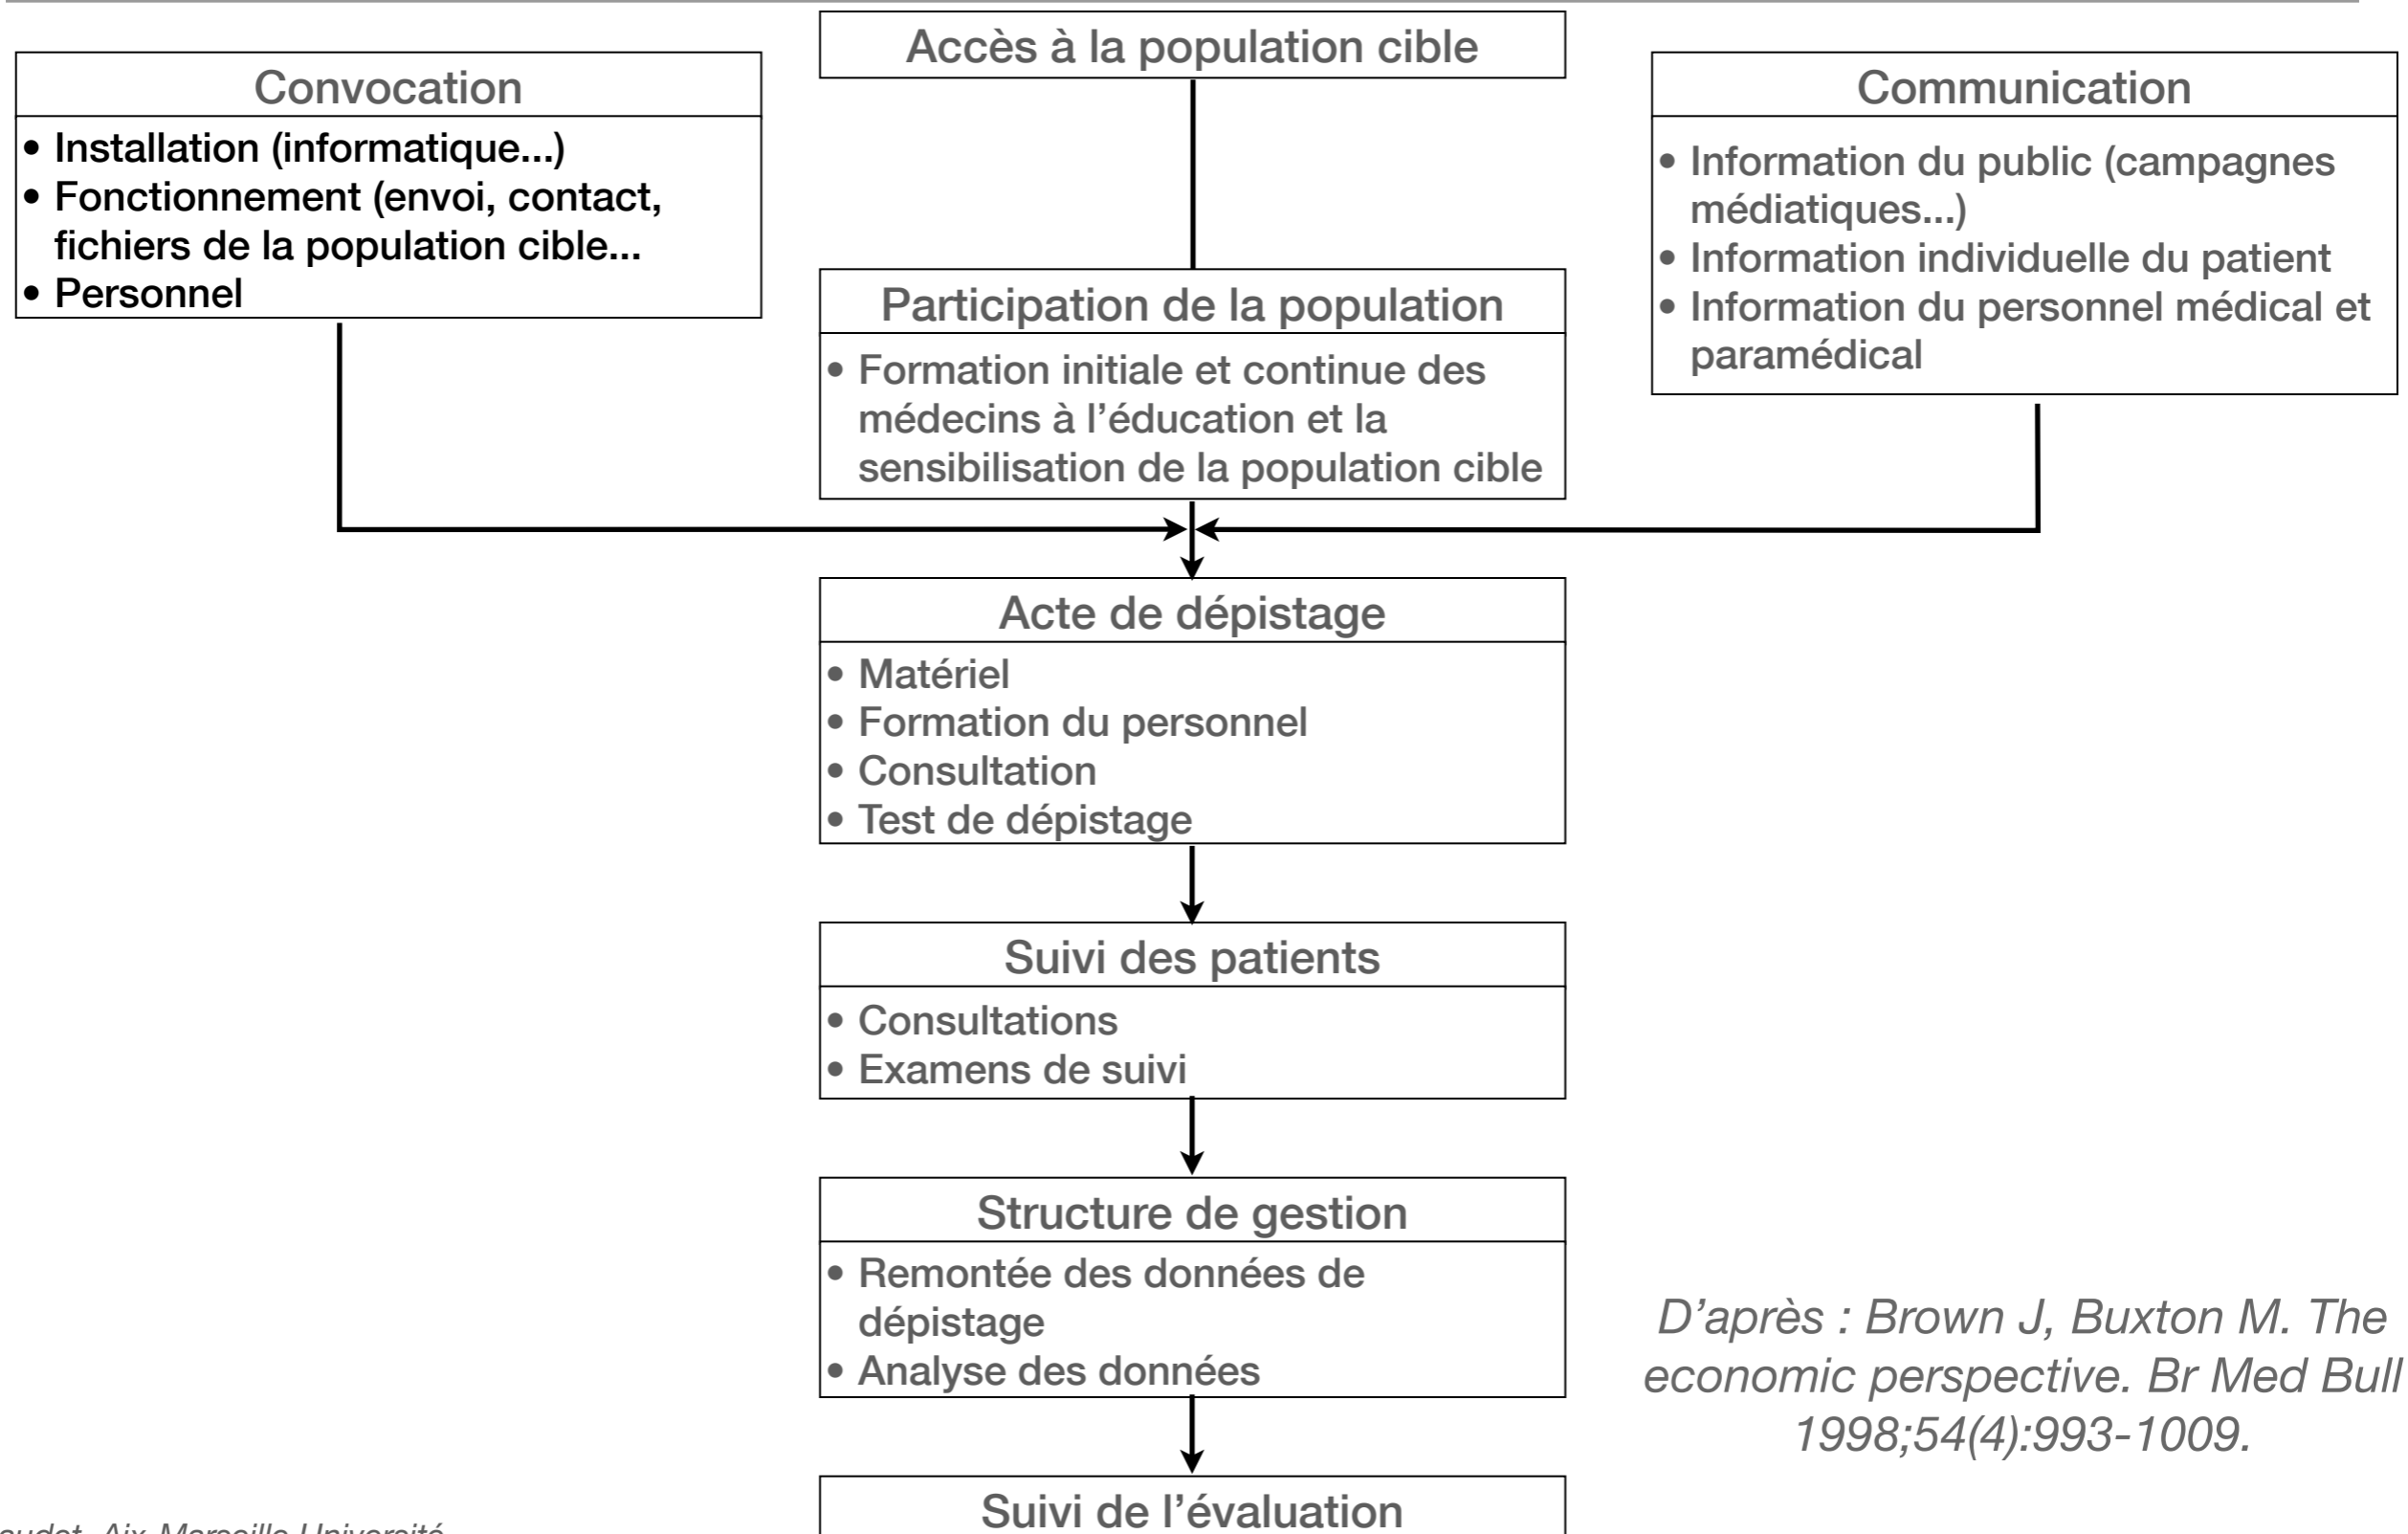 Accès à la population cible
Convocation
• Installation (informatique...)
• Fonctionnement (envoi, contact,
fichiers de la population cible...
• Personnel
Communication
• Information du public (campagnes
médiatiques...)
• Information individuelle du patient
• Information du personnel médical et
paramédical
Participation de la population
• Formation initiale et continue des
médecins à l’éducation et la
sensibilisation de la population cible
Acte de dépistage
• Matériel
• Formation du personnel
• Consultation
• Test de dépistage
Suivi des patients
• Consultations
• Examens de suivi
Structure de gestion
• Remontée des données de
dépistage
• Analyse des données
D’après : Brown J, Buxton M. The
economic perspective. Br Med Bull
1998;54(4):993-1009.
Suivi de l’évaluation
Aix-Marseille Université